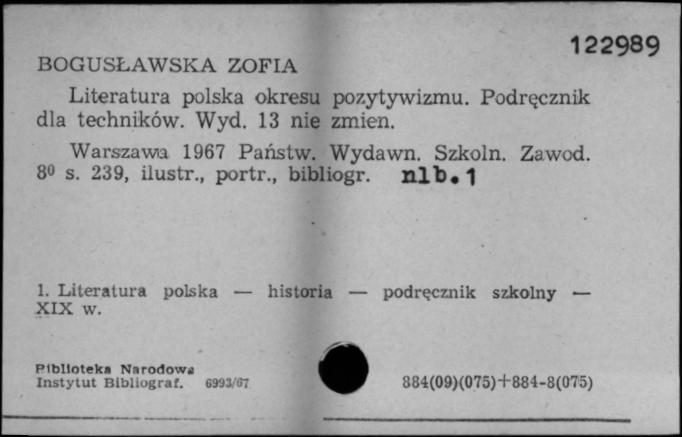 122989
BOGUSŁAWSKA ZOFIA
Literatura polska okresu pozytywizmu. Podręcznik
dla techników. Wyd. 13 nie zmien.
Warszawa 1967 Państw. Wydawn. Szkoln. Zawod.
8⁰ s. 239, ilustr., portr., bibliogr. nlb.1
1. Literatura polska — historia — podręcznik szkolny —
XIX w.
Biblioteka Narodowa
Instytut Bibliograf. 6993/67
884(09)(075)+884-8(075)